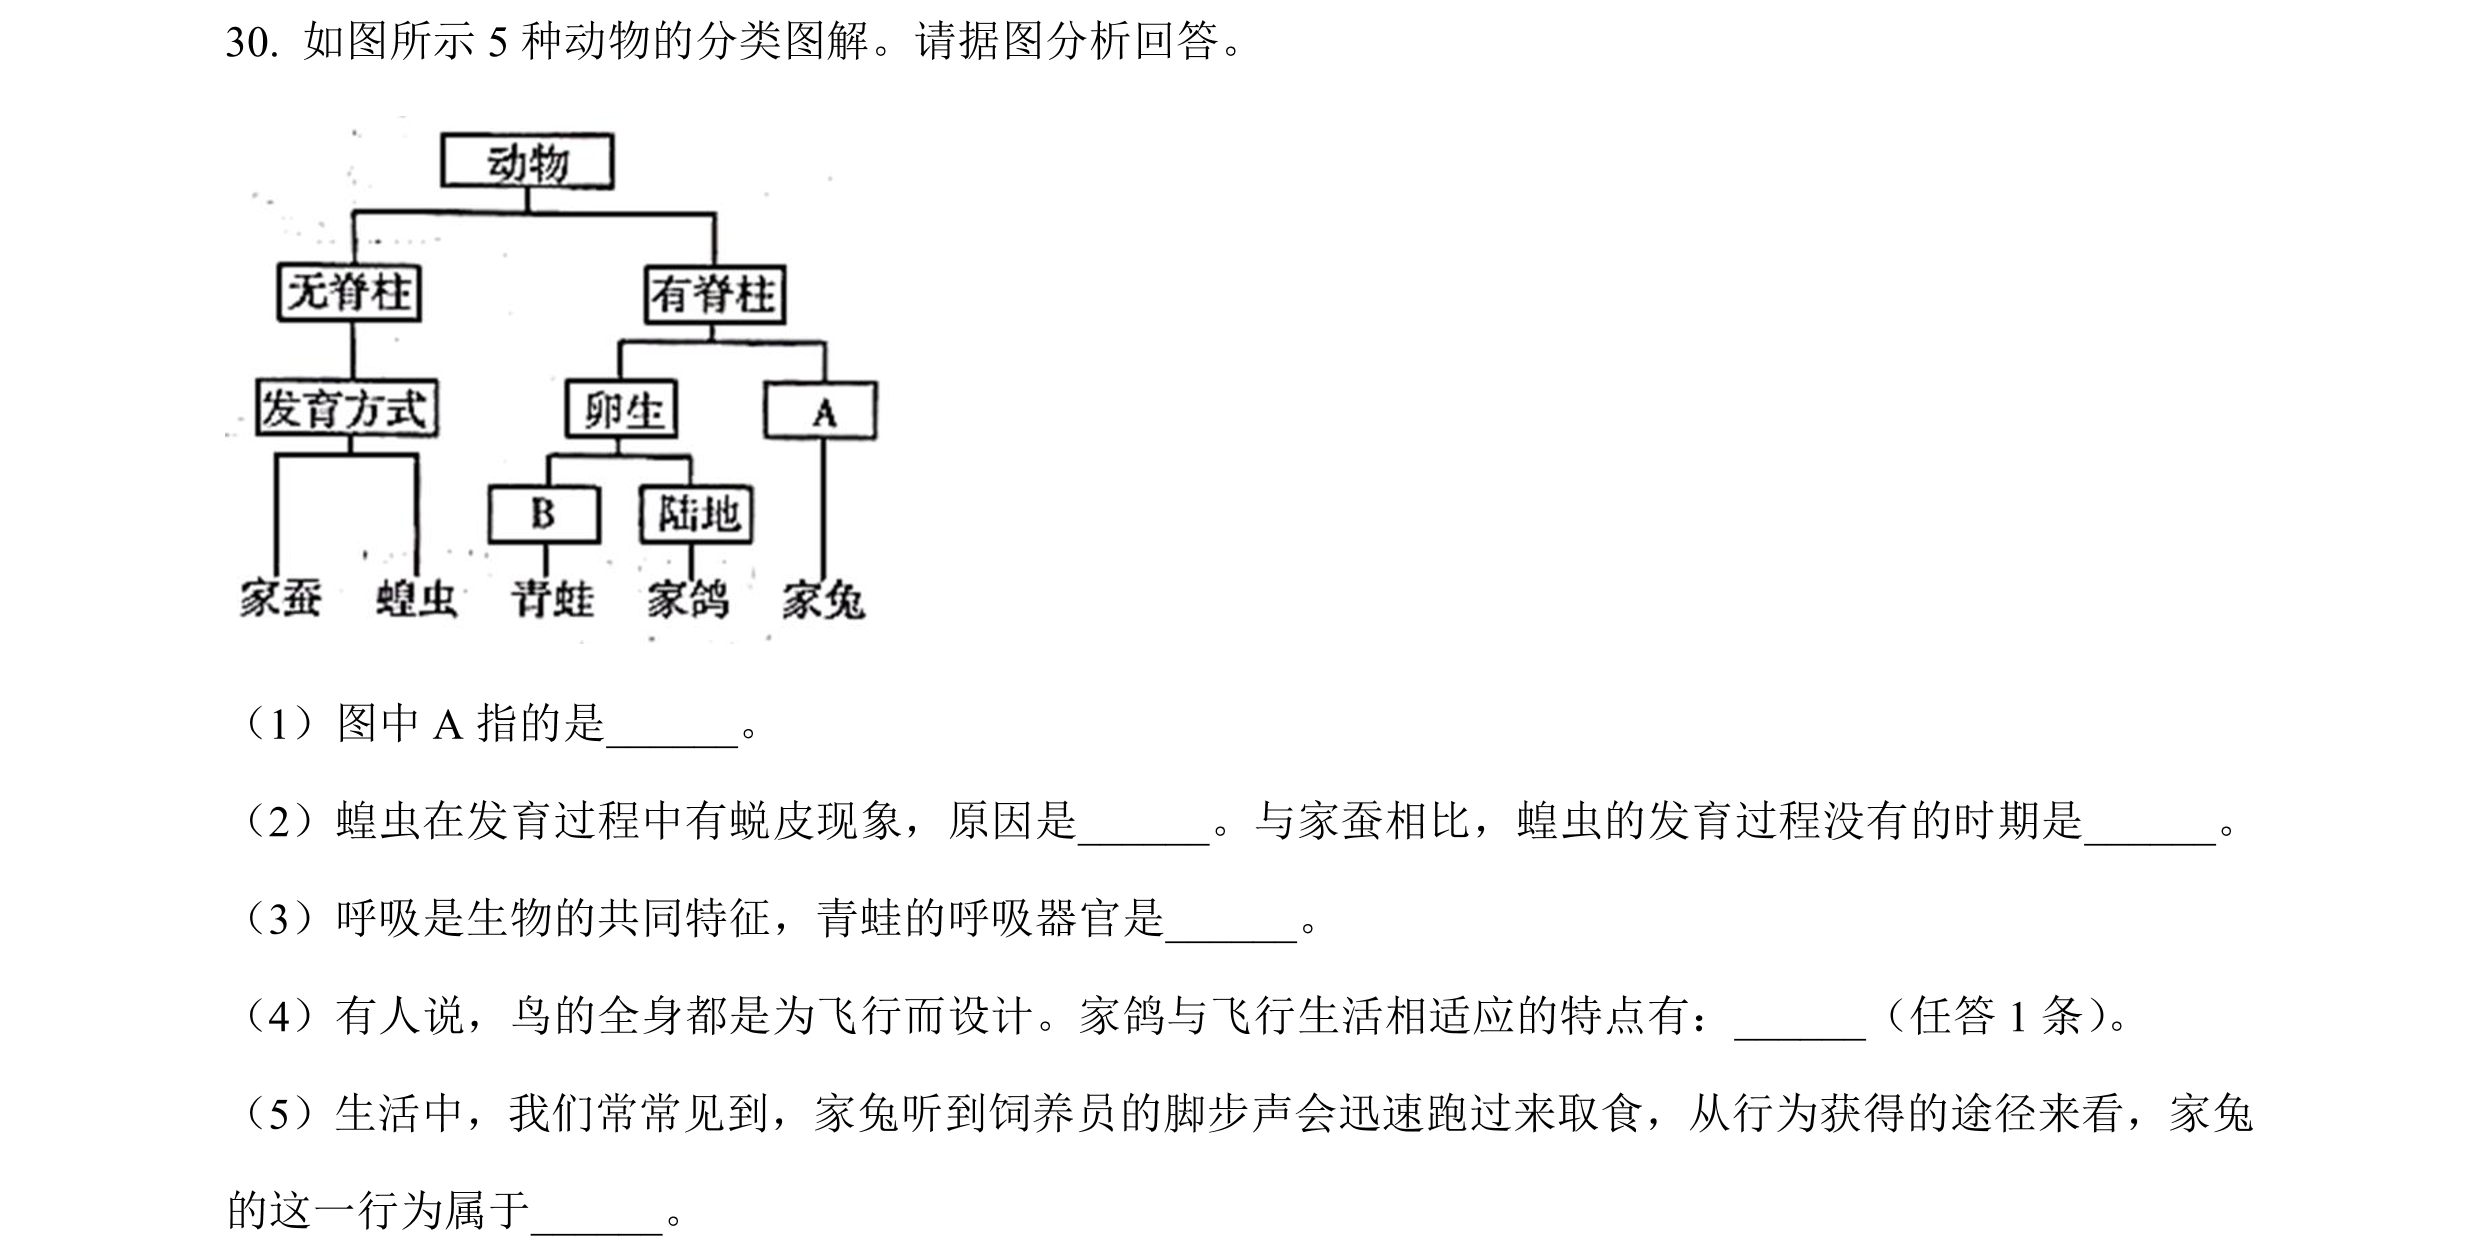 30. 如图所示 5 种动物的分类图解。请据图分析回答。
动物
无脊柱 有脊柱
发育方式 卵生 A
B 陆地
家蚕 蝗虫 青蛙 家鸽 家兔
（1）图中 A 指的是______。
（2）蝗虫在发育过程中有蜕皮现象，原因是______。与家蚕相比，蝗虫的发育过程没有的时期是______。
（3）呼吸是生物的共同特征，青蛙的呼吸器官是______。
（4）有人说，鸟的全身都是为飞行而设计。家鸽与飞行生活相适应的特点有：______（任答 1 条）。
（5）生活中，我们常常见到，家兔听到饲养员的脚步声会迅速跑过来取食，从行为获得的途径来看，家兔
的这一行为属于______。